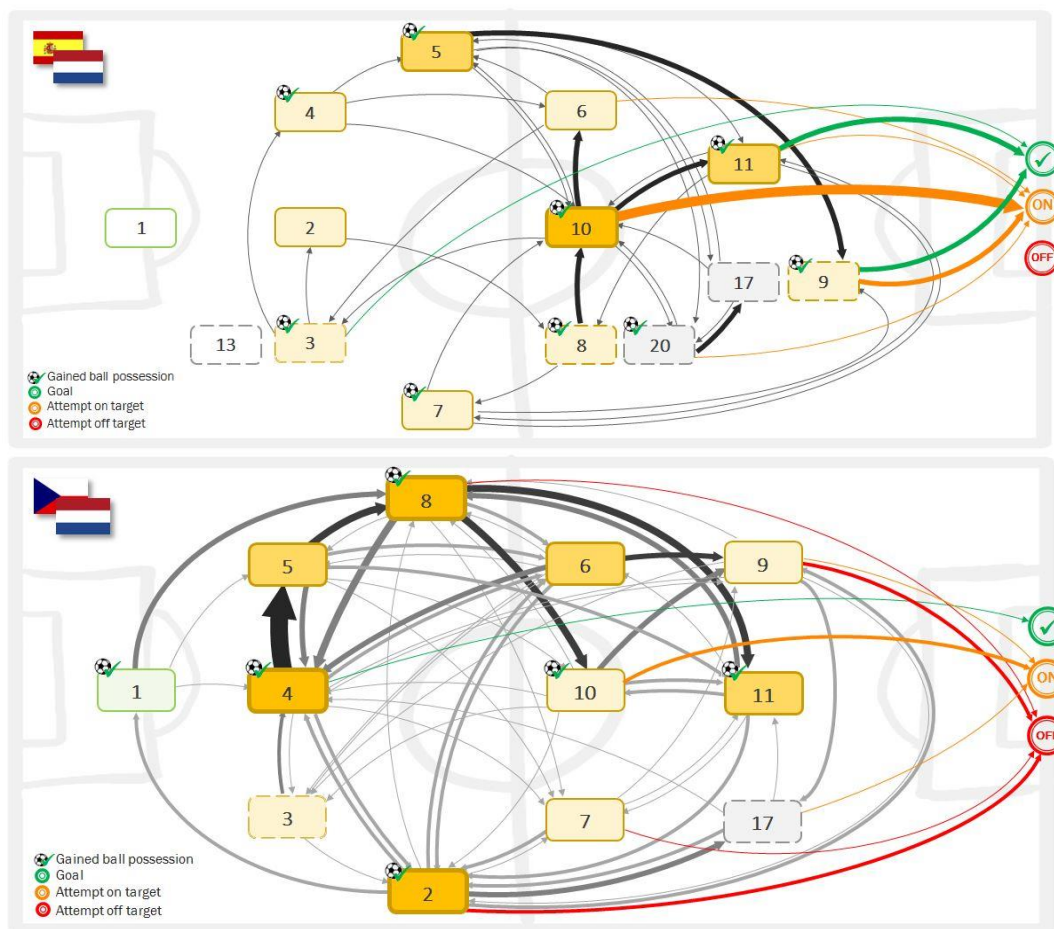 5
4
6
11
✓
1
2
10
ON
17
9
OFF
13
3
8
20
7
Gained ball possession
Goal
Attempt on target
Attempt off target
8
5
6
9
✓
1
4
10
11
ON
OFF
3
7
17
2
Gained ball possession
Goal
Attempt on target
Attempt off target